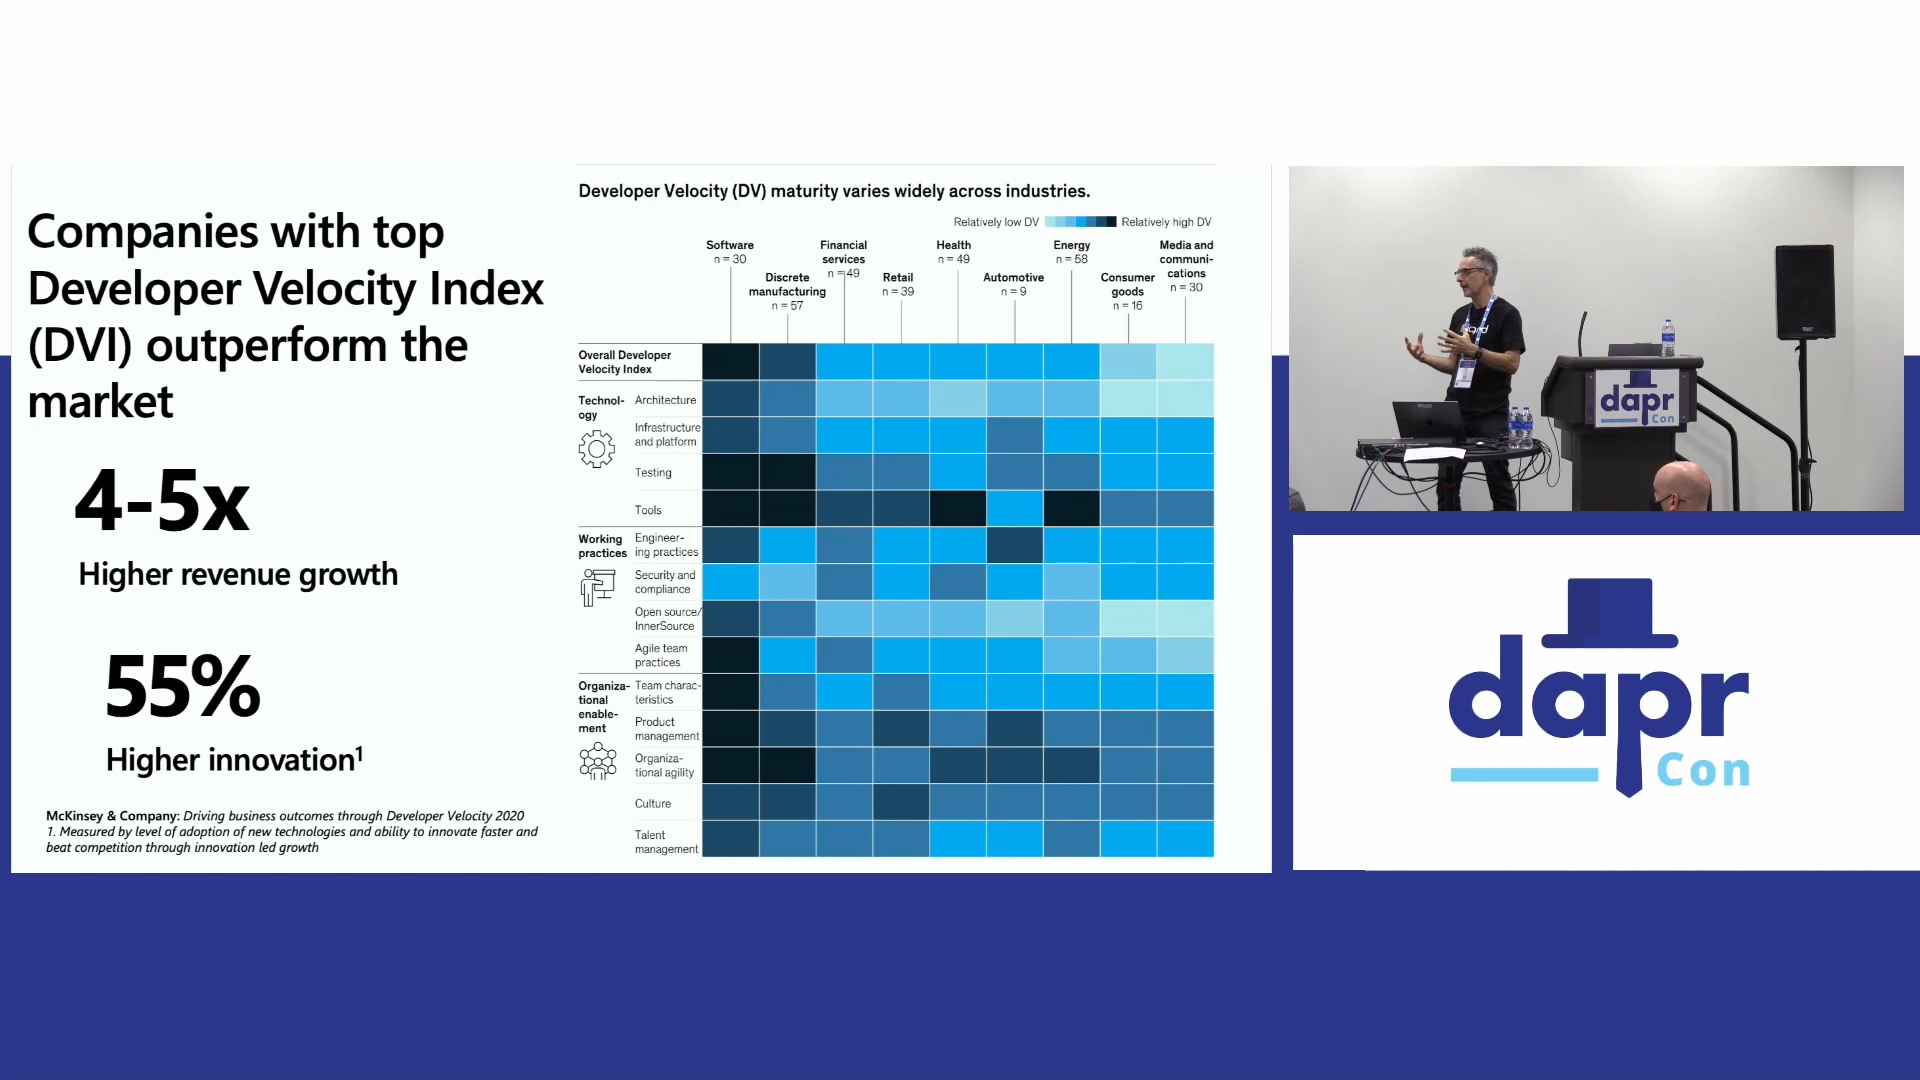 Companies with top
Developer Velocity Index
(DVI) outperform the
market
4-5x
Higher revenue growth
55%
Higher innovation¹
McKinsey & Company: Driving business outcomes through Developer Velocity 2020
1. Measured by level of adoption of new technologies and ability to innovate faster and
beat competition through innovation led growth
Developer Velocity (DV) maturity varies widely across industries.
Relatively low DV
Relatively high DV
Software
n = 30
Discrete
manufacturing
n = 57
Financial
services
n = 49
Retail
n = 39
Health
n = 49
Automotive
n = 9
Energy
n = 58
Consumer
goods
n = 16
Media and
communi-
cations
n = 30
Overall Developer
Velocity Index
Technol-
ogy
Architecture
Infrastructure
and platform
Testing
Tools
Working
practices
Engineer-
ing practices
Security and
compliance
Open source/
InnerSource
Agile team
practices
Organiza-
tional
enable-
ment
Team charac-
teristics
Product
management
Organiza-
tional agility
Culture
Talent
management
dapr
Con
dapr
Con